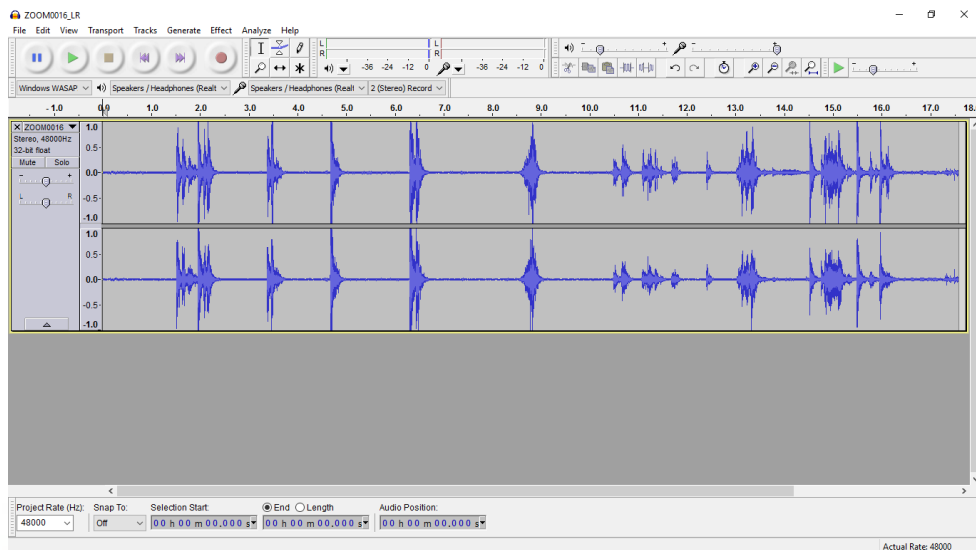 ZOOM0016_LR
File Edit View Transport Tracks Generate Effect Analyze Help
L
R
-36 -24 -12 0
L
R
-36 -24 -12 0
- +
- +
- +
Windows WASAP Speakers / Headphones (Realt Speakers / Headphones (Realt 2 (Stereo) Record
-1.0 0.0 1.0 2.0 3.0 4.0 5.0 6.0 7.0 8.0 9.0 10.0 11.0 12.0 13.0 14.0 15.0 16.0 17.0 18.
ZOOM0016
Stereo, 48000Hz
32-bit float
Mute Solo
- +
L R
1.0
0.5-
0.0-
-0.5-
-1.0
1.0
0.5-
0.0-
-0.5-
-1.0
Project Rate (Hz): Snap To: Selection Start: End Length Audio Position:
48000 Off 00 h 00 m 00.000 s 00 h 00 m 00.000 s 00 h 00 m 00.000 s
Actual Rate: 48000